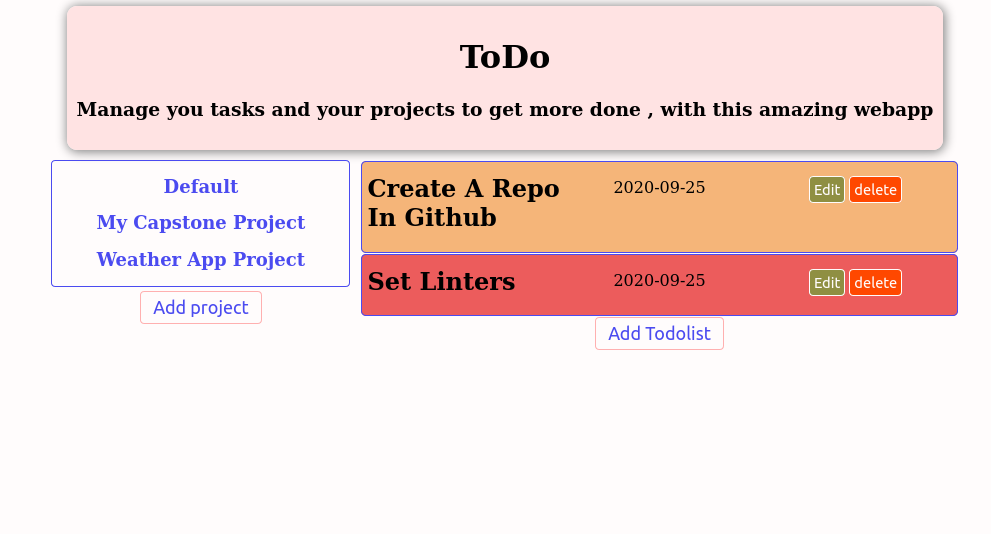 ToDo
Manage you tasks and your projects to get more done , with this amazing webapp
Default
My Capstone Project
Weather App Project
Add project
Create A Repo
In Github
2020-09-25
Edit delete
Set Linters
2020-09-25
Edit delete
Add Todolist